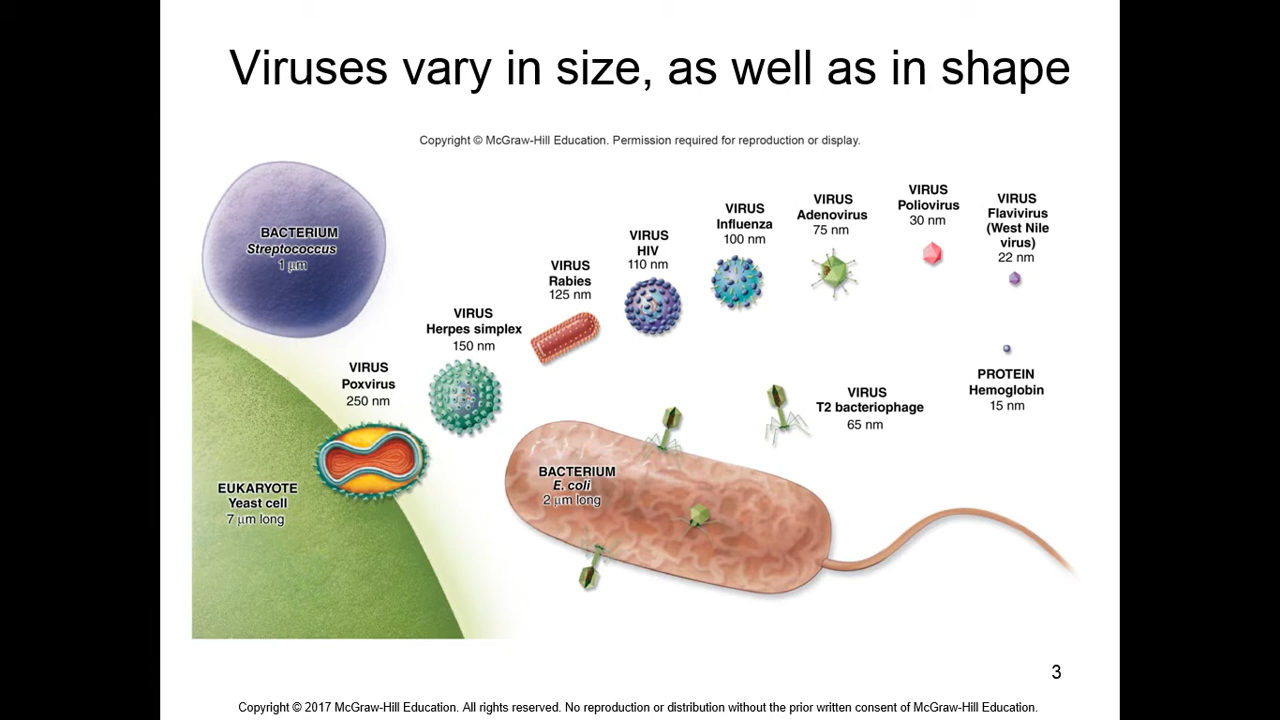 Viruses vary in size, as well as in shape
Copyright © McGraw-Hill Education. Permission required for reproduction or display.
BACTERIUM
Streptococcus
1 μm
VIRUS
Poxvirus
250 nm
VIRUS
Herpes simplex
150 nm
VIRUS
Rabies
125 nm
VIRUS
HIV
110 nm
VIRUS
Influenza
100 nm
VIRUS
Adenovirus
75 nm
VIRUS
Poliovirus
30 nm
VIRUS
Flavivirus
(West Nile
virus)
22 nm
PROTEIN
Hemoglobin
15 nm
VIRUS
T2 bacteriophage
65 nm
BACTERIUM
E. coli
2 μm long
EUKARYOTE
Yeast cell
7 μm long
3
Copyright © 2017 McGraw-Hill Education. All rights reserved. No reproduction or distribution without the prior written consent of McGraw-Hill Education.